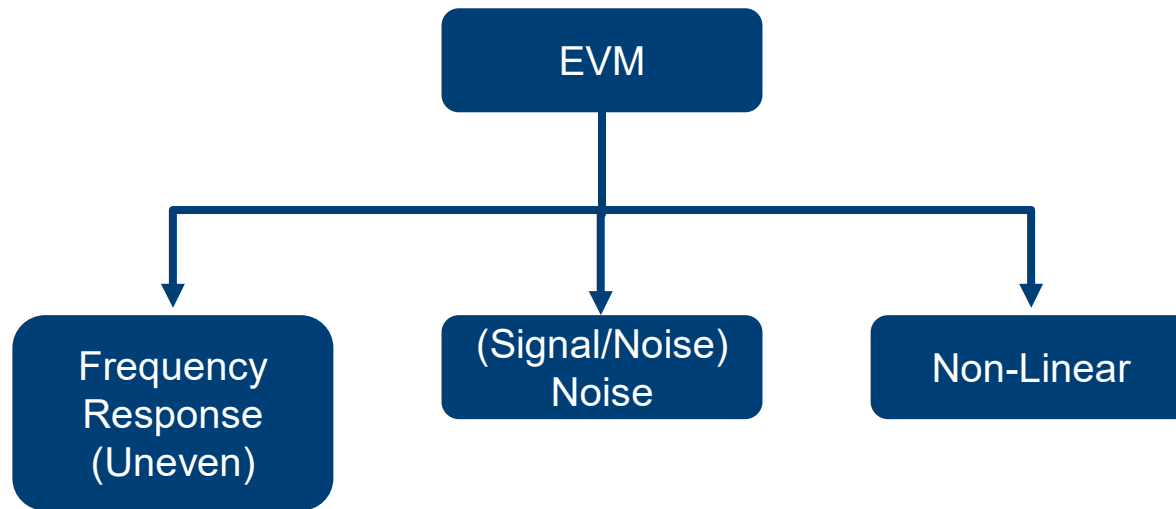 EVM
Frequency
Response
(Uneven)
(Signal/Noise)
Noise
Non-Linear